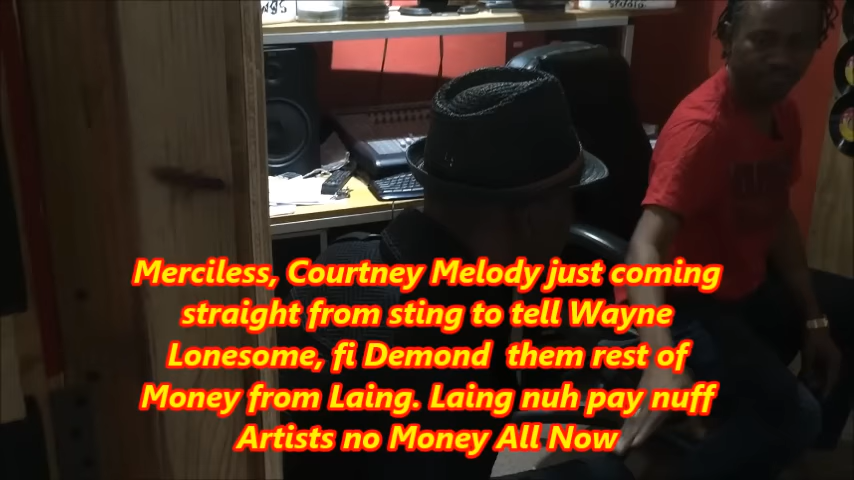 Merciless, Courtney Melody just coming
straight from sting to tell Wayne
Lonesome, fi Demond them rest of
Money from Laing. Laing nuh pay nuff
Artists no Money All Now